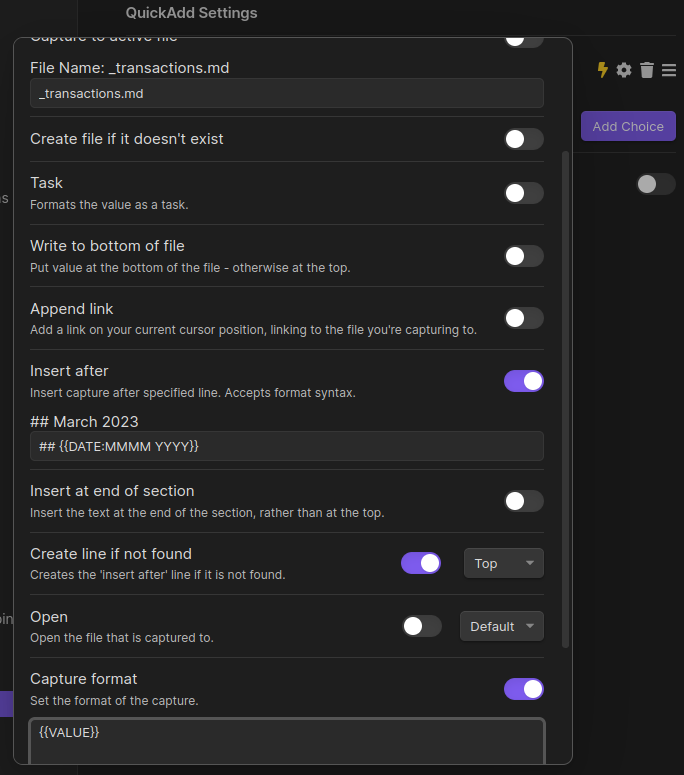 QuickAdd Settings
Capture to active file
File Name: _transactions.md
_transactions.md
Add Choice
Create file if it doesn't exist
Task
Formats the value as a task.
Write to bottom of file
Put value at the bottom of the file - otherwise at the top.
Append link
Add a link on your current cursor position, linking to the file you're capturing to.
Insert after
Insert capture after specified line. Accepts format syntax.
## March 2023
## {{DATE:MMMM YYYY}}
Insert at end of section
Insert the text at the end of the section, rather than at the top.
Create line if not found
Top
Creates the 'insert after' line if it is not found.
Open
Default
Open the file that is captured to.
Capture format
Set the format of the capture.
{{VALUE}}